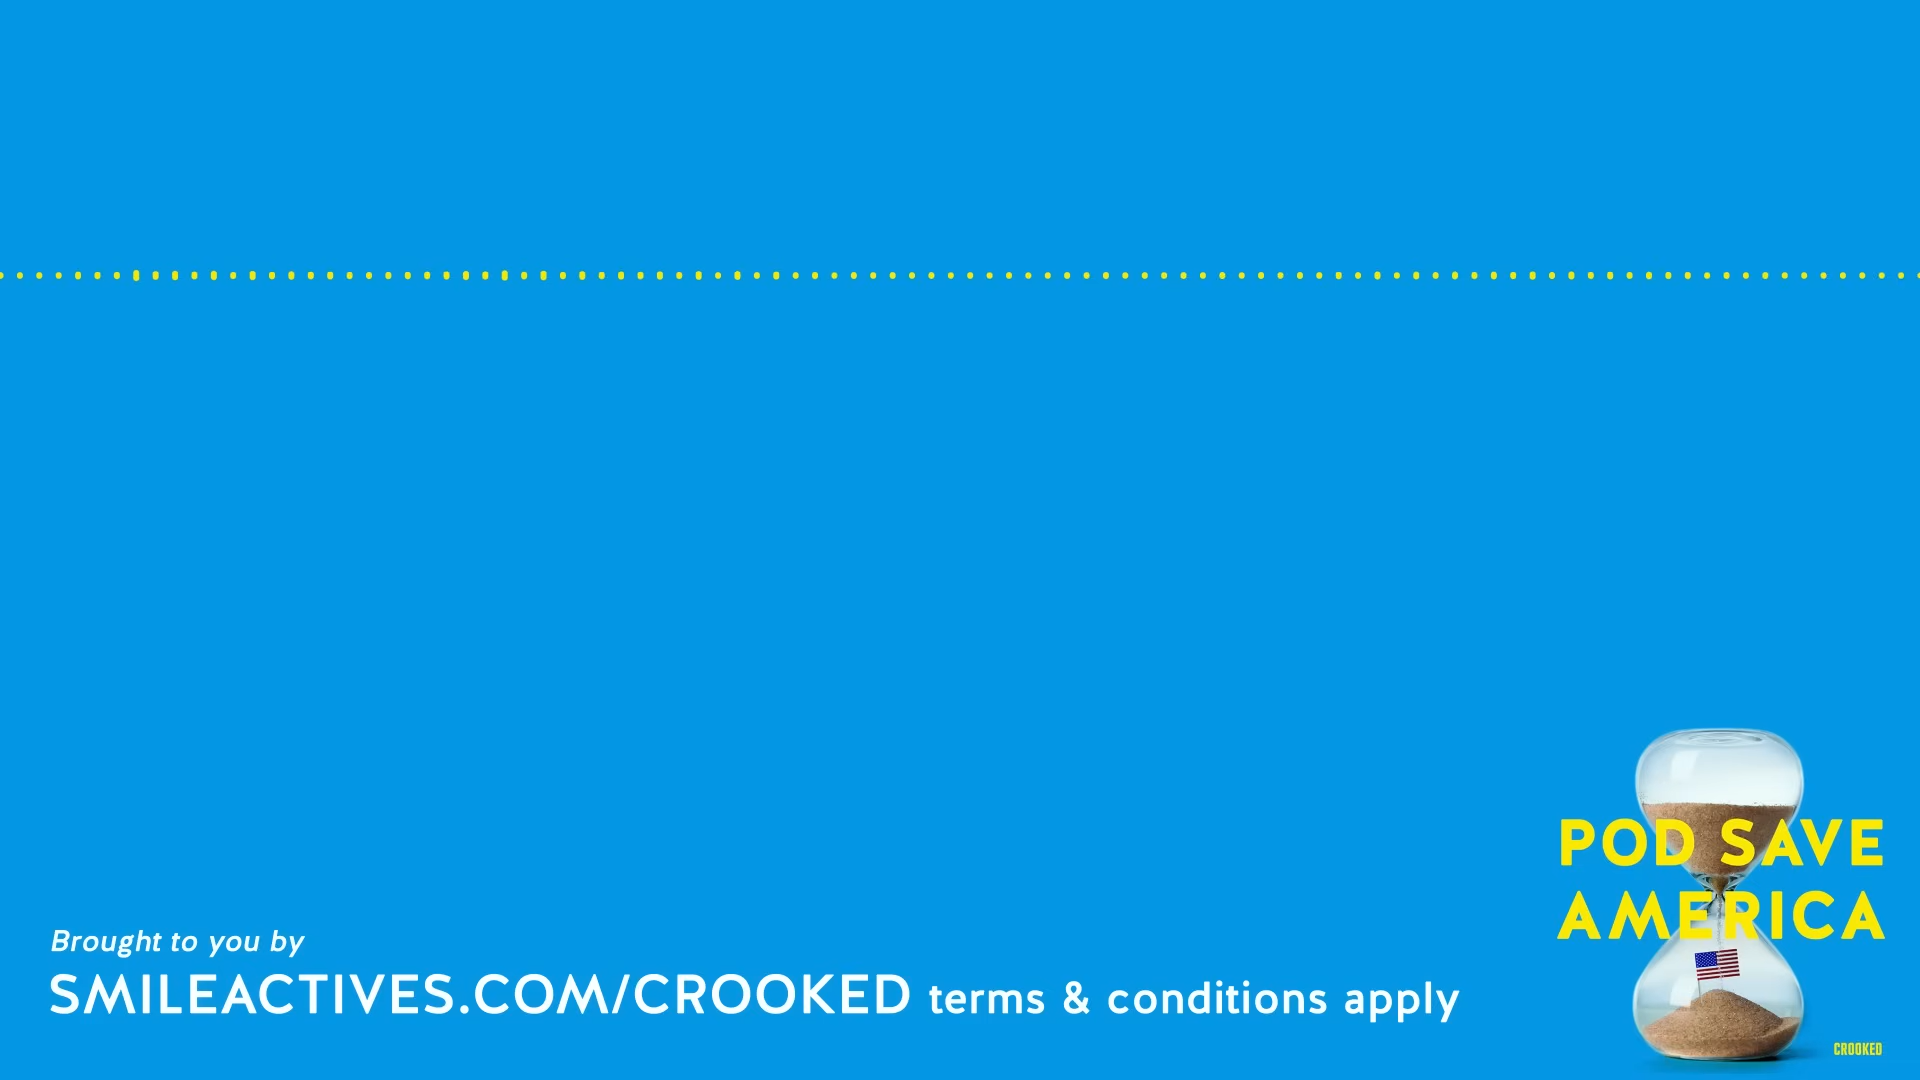 POD SAVE
AMERICA
Brought to you by
SMILEACTIVES.COM/CROOKED terms & conditions apply
CROOKED